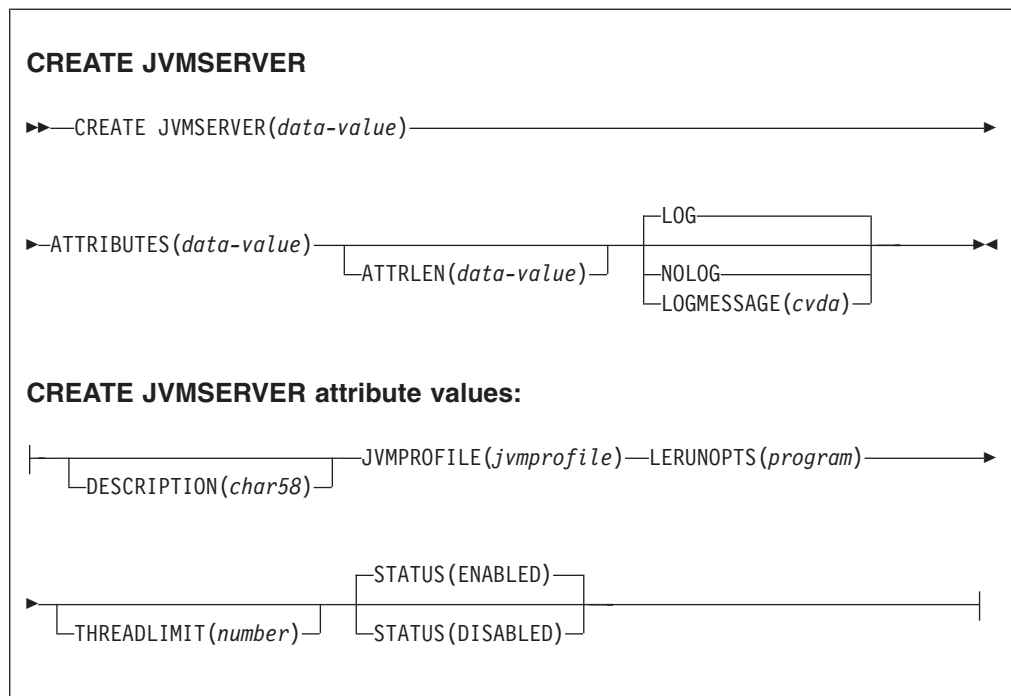 CREATE JVMSERVER
CREATE JVMSERVER(data-value)
LOG
ATTRIBUTES(data-value)
ATTRLEN(data-value)
NOLOG
LOGMESSAGE(cvda)
CREATE JVMSERVER attribute values:
JVMPROFILE(jvmprofile) LERUNOPTS(program)
DESCRIPTION(char58)
STATUS(ENABLED)
THREADLIMIT(number)
STATUS(DISABLED)